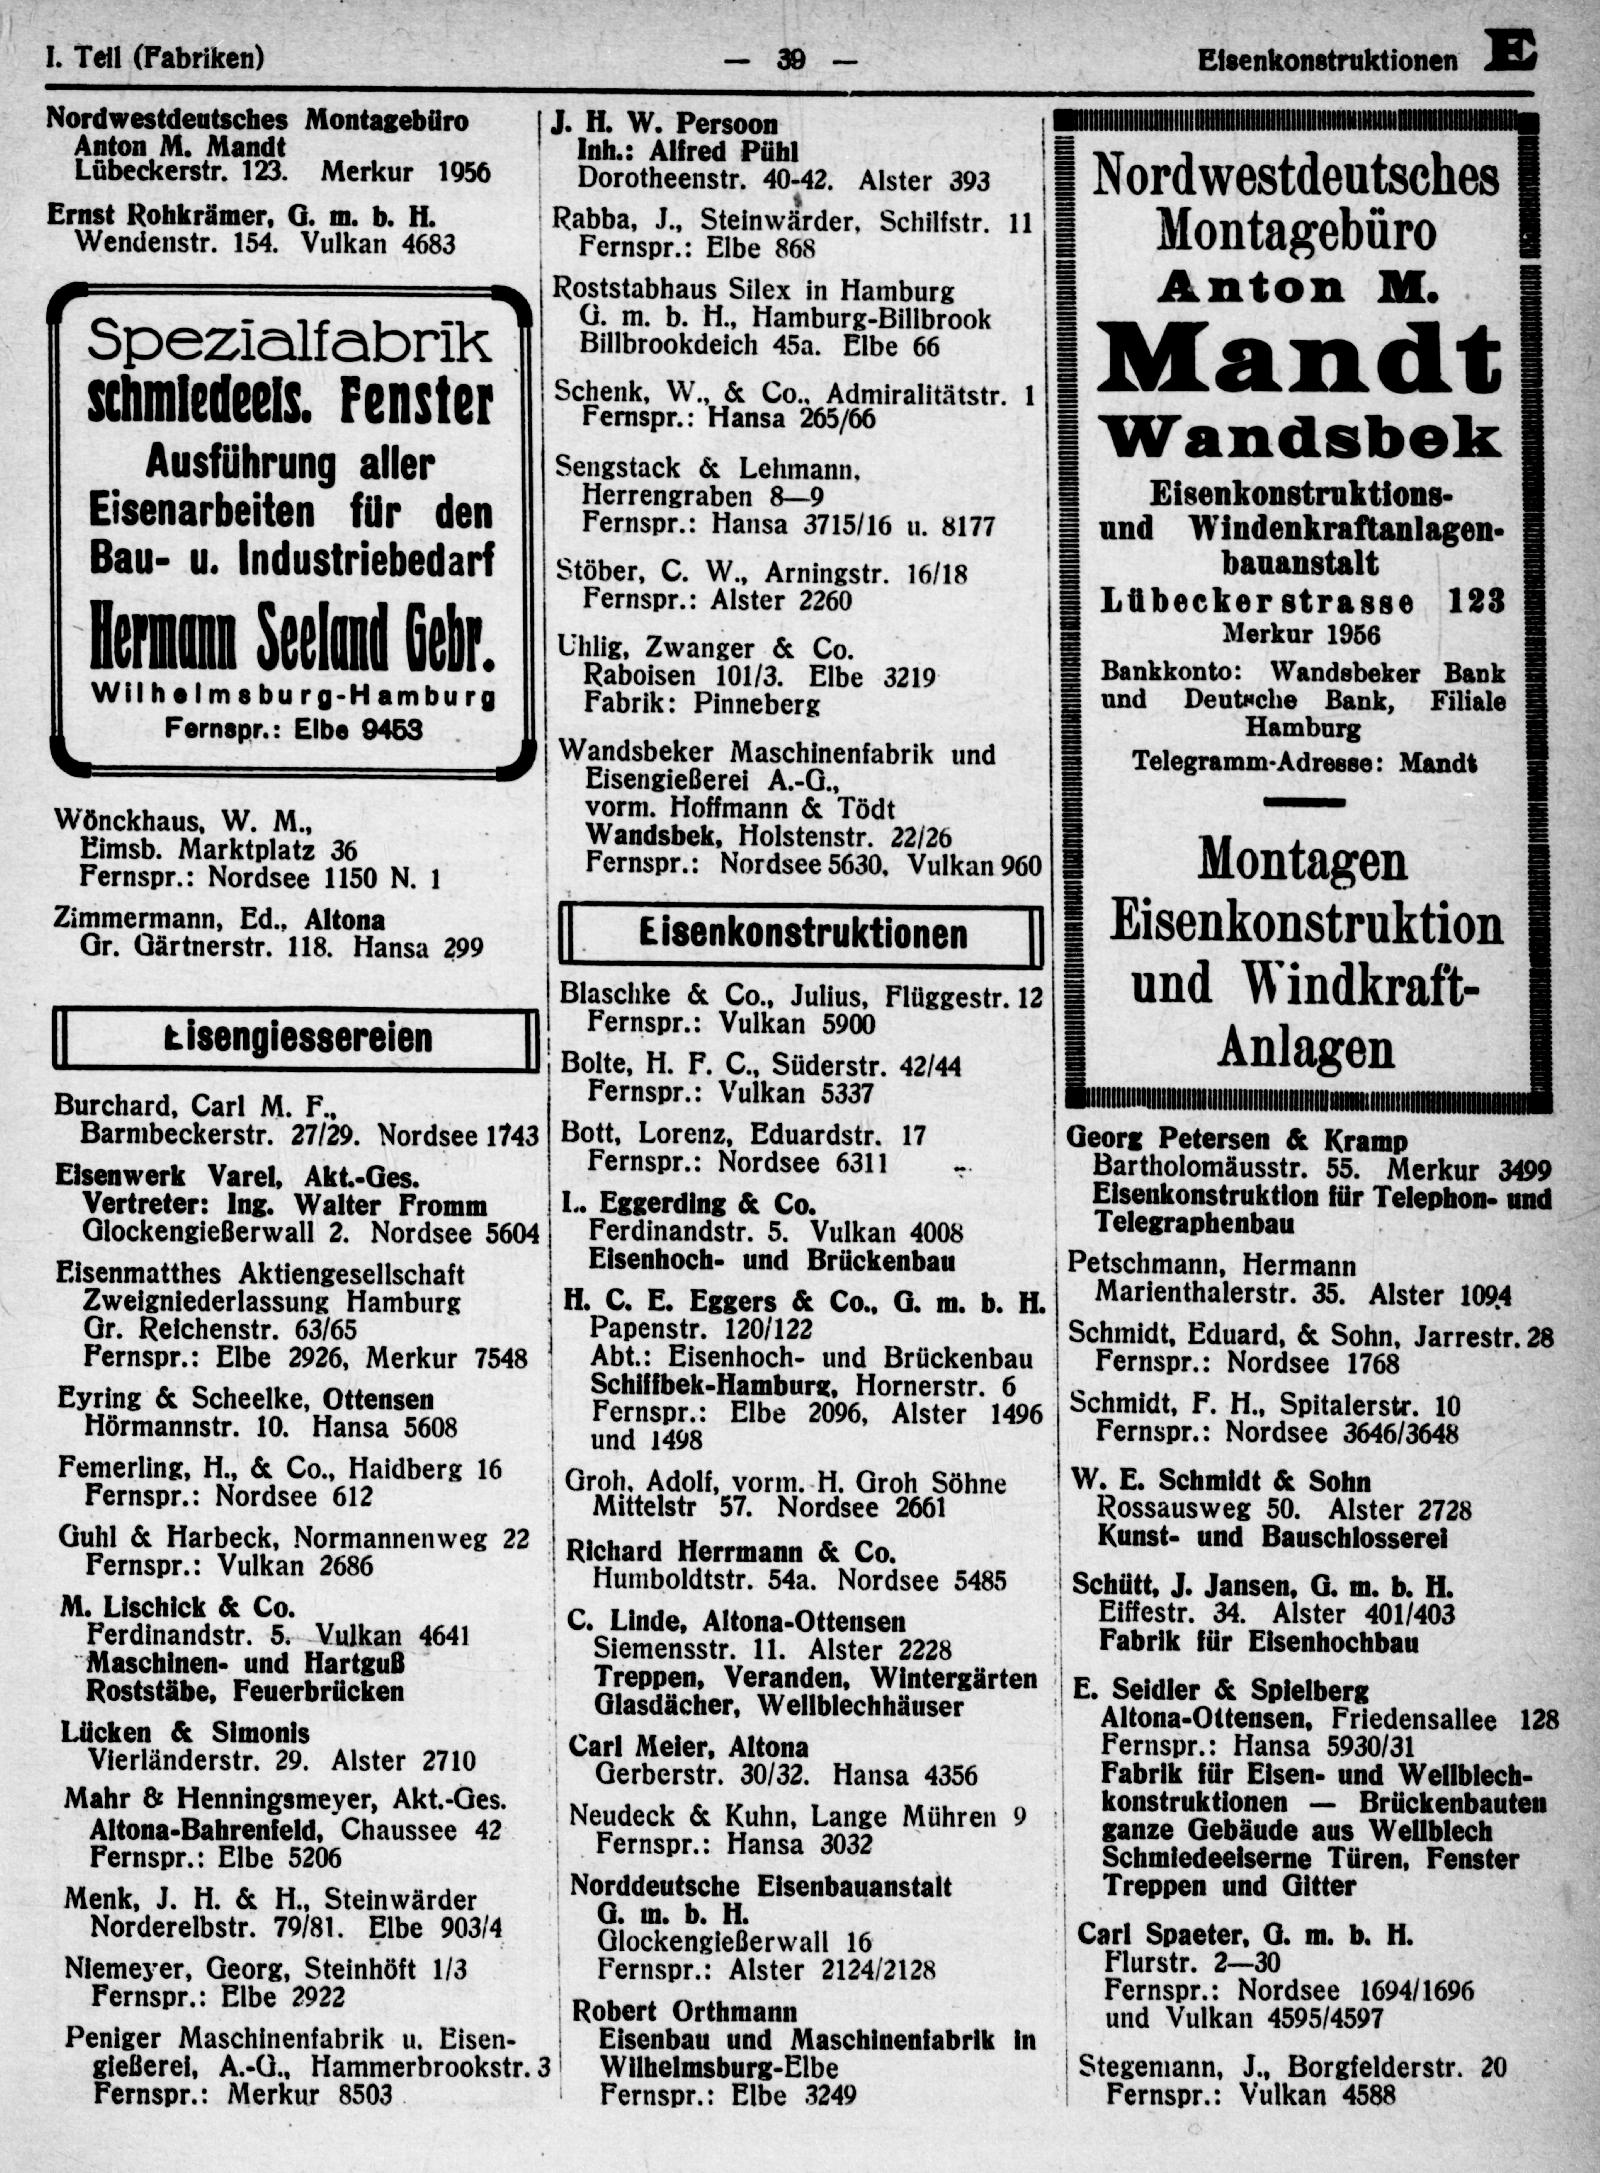 I. Teil (Fabriken)
— 39 —
Eisenkonstruktionen E
Nordwestdeutsches Montagebüro
Anton M. Mandt
Lübeckerstr. 123. Merkur 1956
Ernst Rohkrämer, G. m. b. H.
Wendenstr. 154. Vulkan 4683
Spezialfabrik
schmiedeeis. Fenster
Ausführung aller
Eisenarbeiten für den
Bau- u. Industriebedarf
Hermann Seeland Gebr.
Wilhelmsburg-Hamburg
Fernspr.: Elbe 9453
Wönckhaus, W. M.,
Eimsb. Marktplatz 36
Fernspr.: Nordsee 1150 N. 1
Zimmermann, Ed., Altona
Gr. Gärtnerstr. 118. Hansa 299
Eisengiessereien
Burchard, Carl M. F.,
Barmbeckerstr. 27/29. Nordsee 1743
Eisenwerk Varel, Akt.-Ges.
Vertreter: Ing. Walter Fromm
Glockengießerwall 2. Nordsee 5604
Eisenmatthes Aktiengesellschaft
Zweigniederlassung Hamburg
Gr. Reichenstr. 63/65
Fernspr.: Elbe 2926, Merkur 7548
Eyring & Scheelke, Ottensen
Hörmannstr. 10. Hansa 5608
Femerling, H., & Co., Haidberg 16
Fernspr.: Nordsee 612
Guhl & Harbeck, Normannenweg 22
Fernspr.: Vulkan 2686
M. Lischick & Co.
Ferdinandstr. 5. Vulkan 4641
Maschinen- und Hartguß
Roststäbe, Feuerbrücken
Lücken & Simonis
Vierländerstr. 29. Alster 2710
Mahr & Henningsmeyer, Akt.-Ges.
Altona-Bahrenfeld, Chaussee 42
Fernspr.: Elbe 5206
Menk, J. H. & H., Steinwärder
Norderelbstr. 79/81. Elbe 903/4
Niemeyer, Georg, Steinhöft 1/3
Fernspr.: Elbe 2922
Peniger Maschinenfabrik u. Eisen-
gießerei, A.-G., Hammerbrookstr. 3
Fernspr.: Merkur 8503
J. H. W. Persoon
Inh.: Alfred Pühl
Dorotheenstr. 40-42. Alster 393
Rabba, J., Steinwärder, Schilfstr. 11
Fernspr.: Elbe 868
Roststabhaus Silex in Hamburg
G. m. b. H., Hamburg-Billbrook
Billbrookdeich 45a. Elbe 66
Schenk, W., & Co., Admiralitätstr. 1
Fernspr.: Hansa 265/66
Sengstack & Lehmann,
Herrengraben 8—9
Fernspr.: Hansa 3715/16 u. 8177
Stöber, C. W., Arningstr. 16/18
Fernspr.: Alster 2260
Uhlig, Zwanger & Co.
Raboisen 101/3. Elbe 3219
Fabrik: Pinneberg
Wandsbeker Maschinenfabrik und
Eisengießerei A.-G.,
vorm. Hoffmann & Tödt
Wandsbek, Holstenstr. 22/26
Fernspr.: Nordsee 5630, Vulkan 960
Eisenkonstruktionen
Blaschke & Co., Julius, Flüggestr. 12
Fernspr.: Vulkan 5900
Bolte, H. F. C., Süderstr. 42/44
Fernspr.: Vulkan 5337
Bott, Lorenz, Eduardstr. 17
Fernspr.: Nordsee 6311
L. Eggerding & Co.
Ferdinandstr. 5. Vulkan 4008
Eisenhoch- und Brückenbau
H. C. E. Eggers & Co., G. m. b. H.
Papenstr. 120/122
Abt.: Eisenhoch- und Brückenbau
Schiffbek-Hamburg, Hornerstr. 6
Fernspr.: Elbe 2096, Alster 1496
und 1498
Groh, Adolf, vorm. H. Groh Söhne
Mittelstr 57. Nordsee 2661
Richard Herrmann & Co.
Humboldtstr. 54a. Nordsee 5485
C. Linde, Altona-Ottensen
Siemensstr. 11. Alster 2228
Treppen, Veranden, Wintergärten
Glasdächer, Wellblechhäuser
Carl Meier, Altona
Gerberstr. 30/32. Hansa 4356
Neudeck & Kuhn, Lange Mühren 9
Fernspr.: Hansa 3032
Norddeutsche Eisenbauanstalt
G. m. b. H.
Glockengießerwall 16
Fernspr.: Alster 2124/2128
Robert Orthmann
Eisenbau und Maschinenfabrik in
Wilhelmsburg-Elbe
Fernspr.: Elbe 3249
Nordwestdeutsches
Montagebüro
Anton M.
Mandt
Wandsbek
Eisenkonstruktions-
und Windenkraftanlagen-
bauanstalt
Lübeckerstrasse 123
Merkur 1956
Bankkonto: Wandsbeker Bank
und Deutsche Bank, Filiale
Hamburg
Telegramm-Adresse: Mandt
Montagen
Eisenkonstruktion
und Windkraft-
Anlagen
Georg Petersen & Kramp
Bartholomäusstr. 55. Merkur 3499
Eisenkonstruktion für Telephon- und
Telegraphenbau
Petschmann, Hermann
Marienthalerstr. 35. Alster 1094
Schmidt, Eduard, & Sohn, Jarrestr. 28
Fernspr.: Nordsee 1768
Schmidt, F. H., Spitalerstr. 10
Fernspr.: Nordsee 3646/3648
W. E. Schmidt & Sohn
Rossausweg 50. Alster 2728
Kunst- und Bauschlosserei
Schütt, J. Jansen, G. m. b. H.
Eiffestr. 34. Alster 401/403
Fabrik für Eisenhochbau
E. Seidler & Spielberg
Altona-Ottensen, Friedensallee 128
Fernspr.: Hansa 5930/31
Fabrik für Eisen- und Wellblech-
konstruktionen — Brückenbauten
ganze Gebäude aus Wellblech
Schmiedeeiserne Türen, Fenster
Treppen und Gitter
Carl Spaeter, G. m. b. H.
Flurstr. 2—30
Fernspr.: Nordsee 1694/1696
und Vulkan 4595/4597
Stegemann, J., Borgfelderstr. 20
Fernspr.: Vulkan 4588